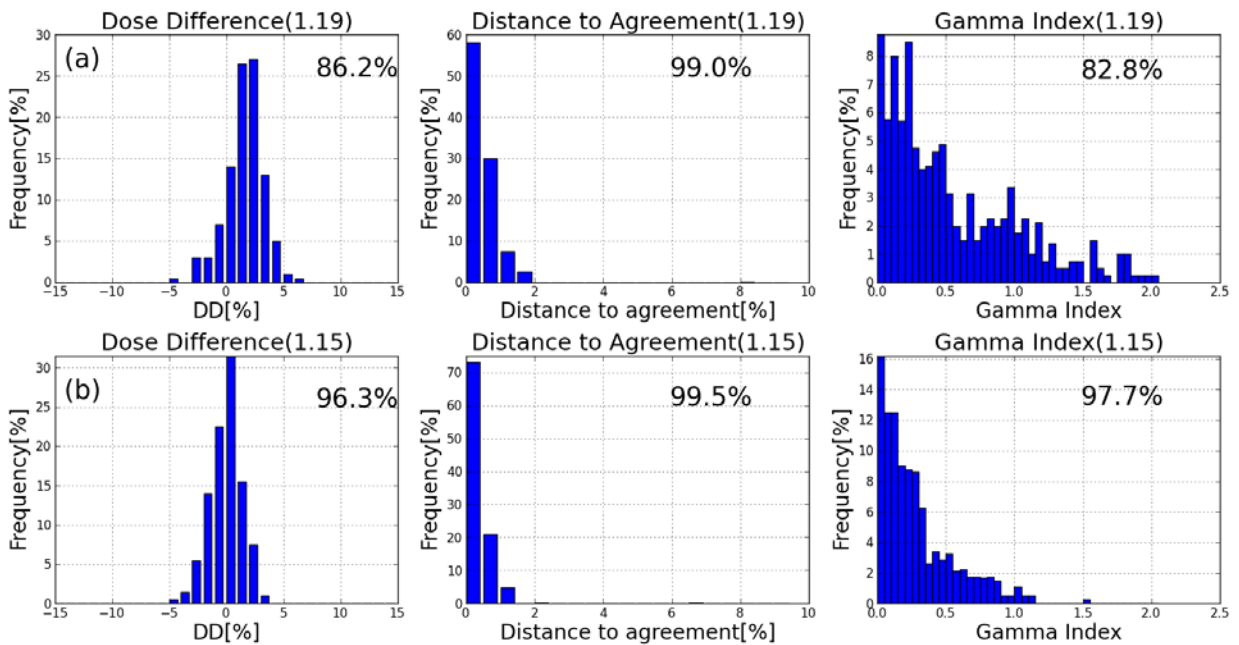 Dose Difference(1.19)
(a)
86.2%
Frequency[%]
30
25
20
15
10
5
0
−15 −10 −5 0 5 10 15
DD[%]
Distance to Agreement(1.19)
99.0%
Frequency[%]
60
50
40
30
20
10
0
0 2 4 6 8 10
Distance to agreement[%]
Gamma Index(1.19)
82.8%
Frequency[%]
8
7
6
5
4
3
2
1
0
0.0 0.5 1.0 1.5 2.0 2.5
Gamma Index
Dose Difference(1.15)
(b)
96.3%
Frequency[%]
30
25
20
15
10
5
0
−15 −10 −5 0 5 10 15
DD[%]
Distance to Agreement(1.15)
99.5%
Frequency[%]
70
60
50
40
30
20
10
0
0 2 4 6 8 10
Distance to agreement[%]
Gamma Index(1.15)
97.7%
Frequency[%]
16
14
12
10
8
6
4
2
0
0.0 0.5 1.0 1.5 2.0 2.5
Gamma Index